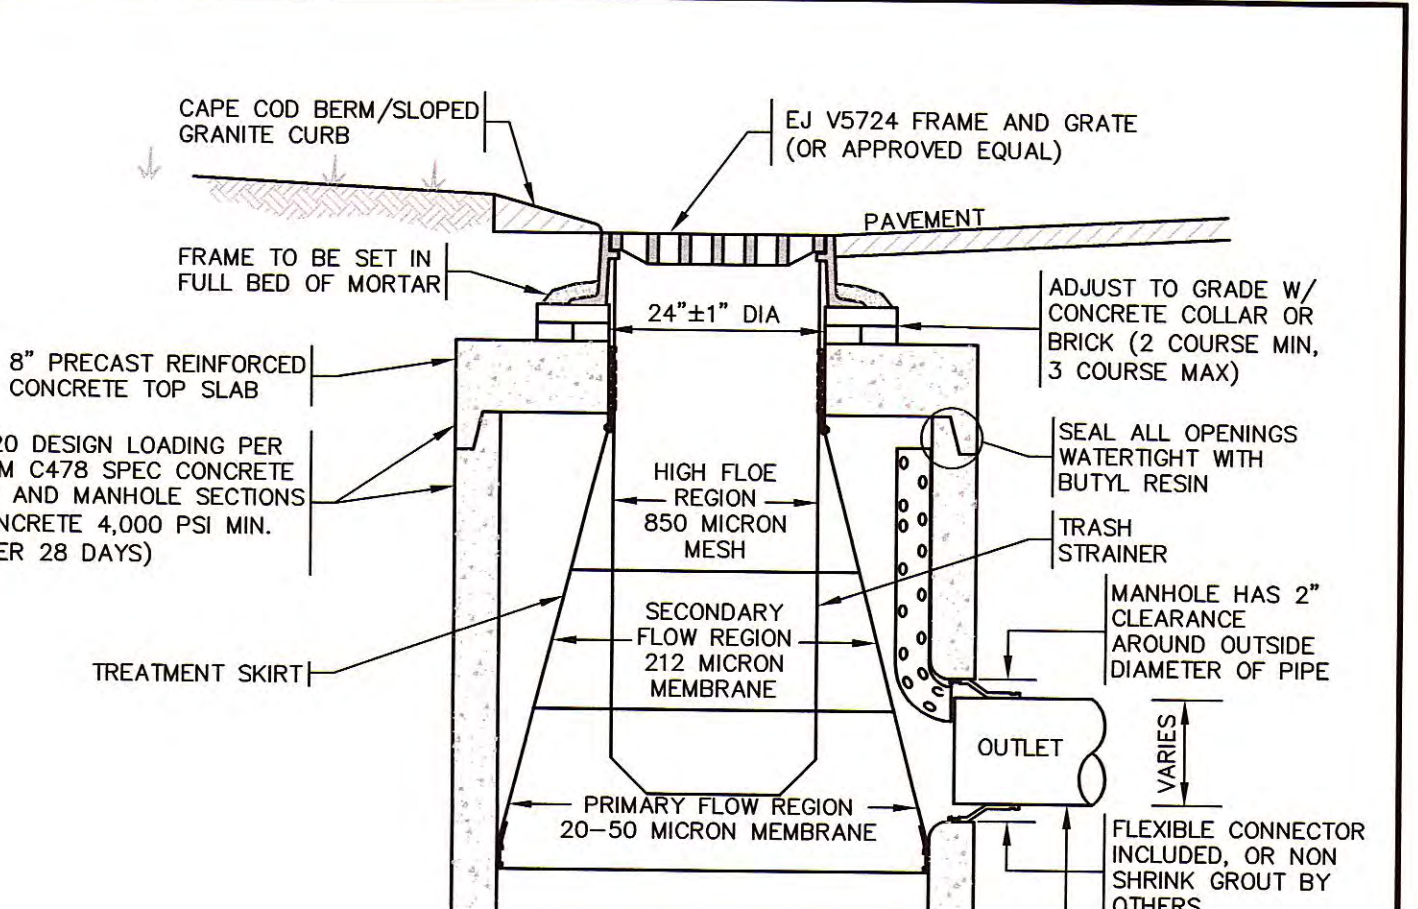 CAPE COD BERM/SLOPED
GRANITE CURB
EJ V5724 FRAME AND GRATE
(OR APPROVED EQUAL)
PAVEMENT
FRAME TO BE SET IN
FULL BED OF MORTAR
24"±1" DIA
ADJUST TO GRADE W/
CONCRETE COLLAR OR
BRICK (2 COURSE MIN,
3 COURSE MAX)
8" PRECAST REINFORCED
CONCRETE TOP SLAB
20 DESIGN LOADING PER
M C478 SPEC CONCRETE
AND MANHOLE SECTIONS
NCRETE 4,000 PSI MIN.
ER 28 DAYS)
SEAL ALL OPENINGS
WATERTIGHT WITH
BUTYL RESIN
HIGH FLOE
REGION
850 MICRON
MESH
TRASH
STRAINER
SECONDARY
FLOW REGION
212 MICRON
MEMBRANE
MANHOLE HAS 2"
CLEARANCE
AROUND OUTSIDE
DIAMETER OF PIPE
TREATMENT SKIRT
OUTLET
VARIES
PRIMARY FLOW REGION
20-50 MICRON MEMBRANE
FLEXIBLE CONNECTOR
INCLUDED, OR NON
SHRINK GROUT BY
OTHERS